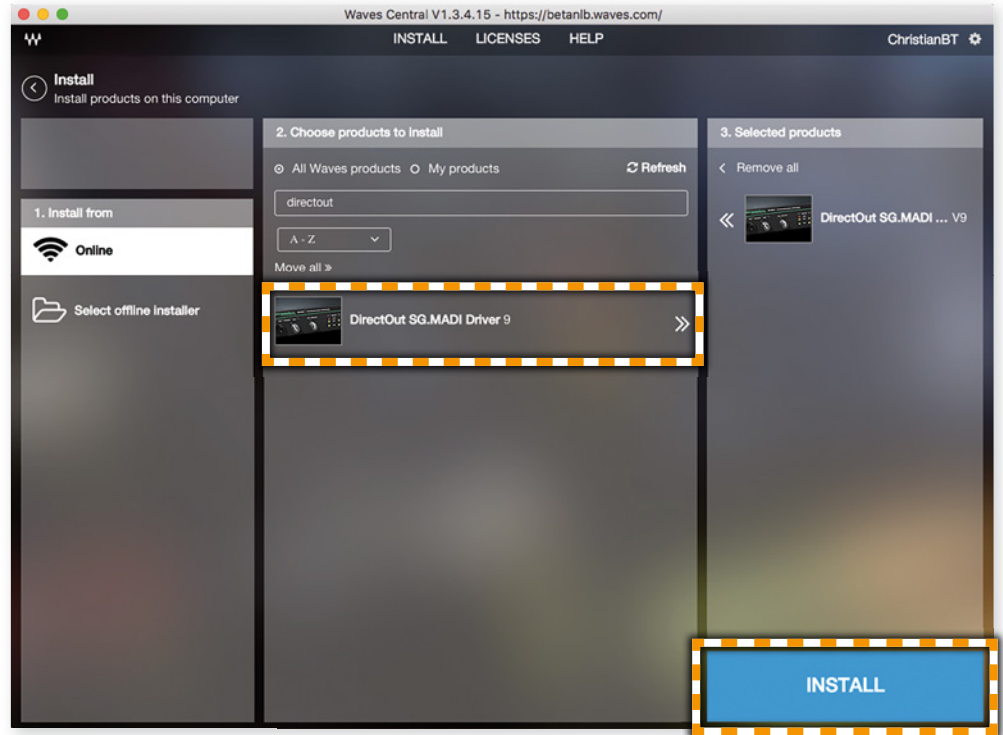 Waves Central V1.3.4.15 - https://betanlb.waves.com/
INSTALL LICENSES HELP
ChristianBT
Install
Install products on this computer
1. Install from
Online
Select offline installer
2. Choose products to install
All Waves products My products
Refresh
directout
A - Z
Move all »
DirectOut SG.MADI Driver 9
3. Selected products
Remove all
DirectOut SG.MADI ... V9
INSTALL